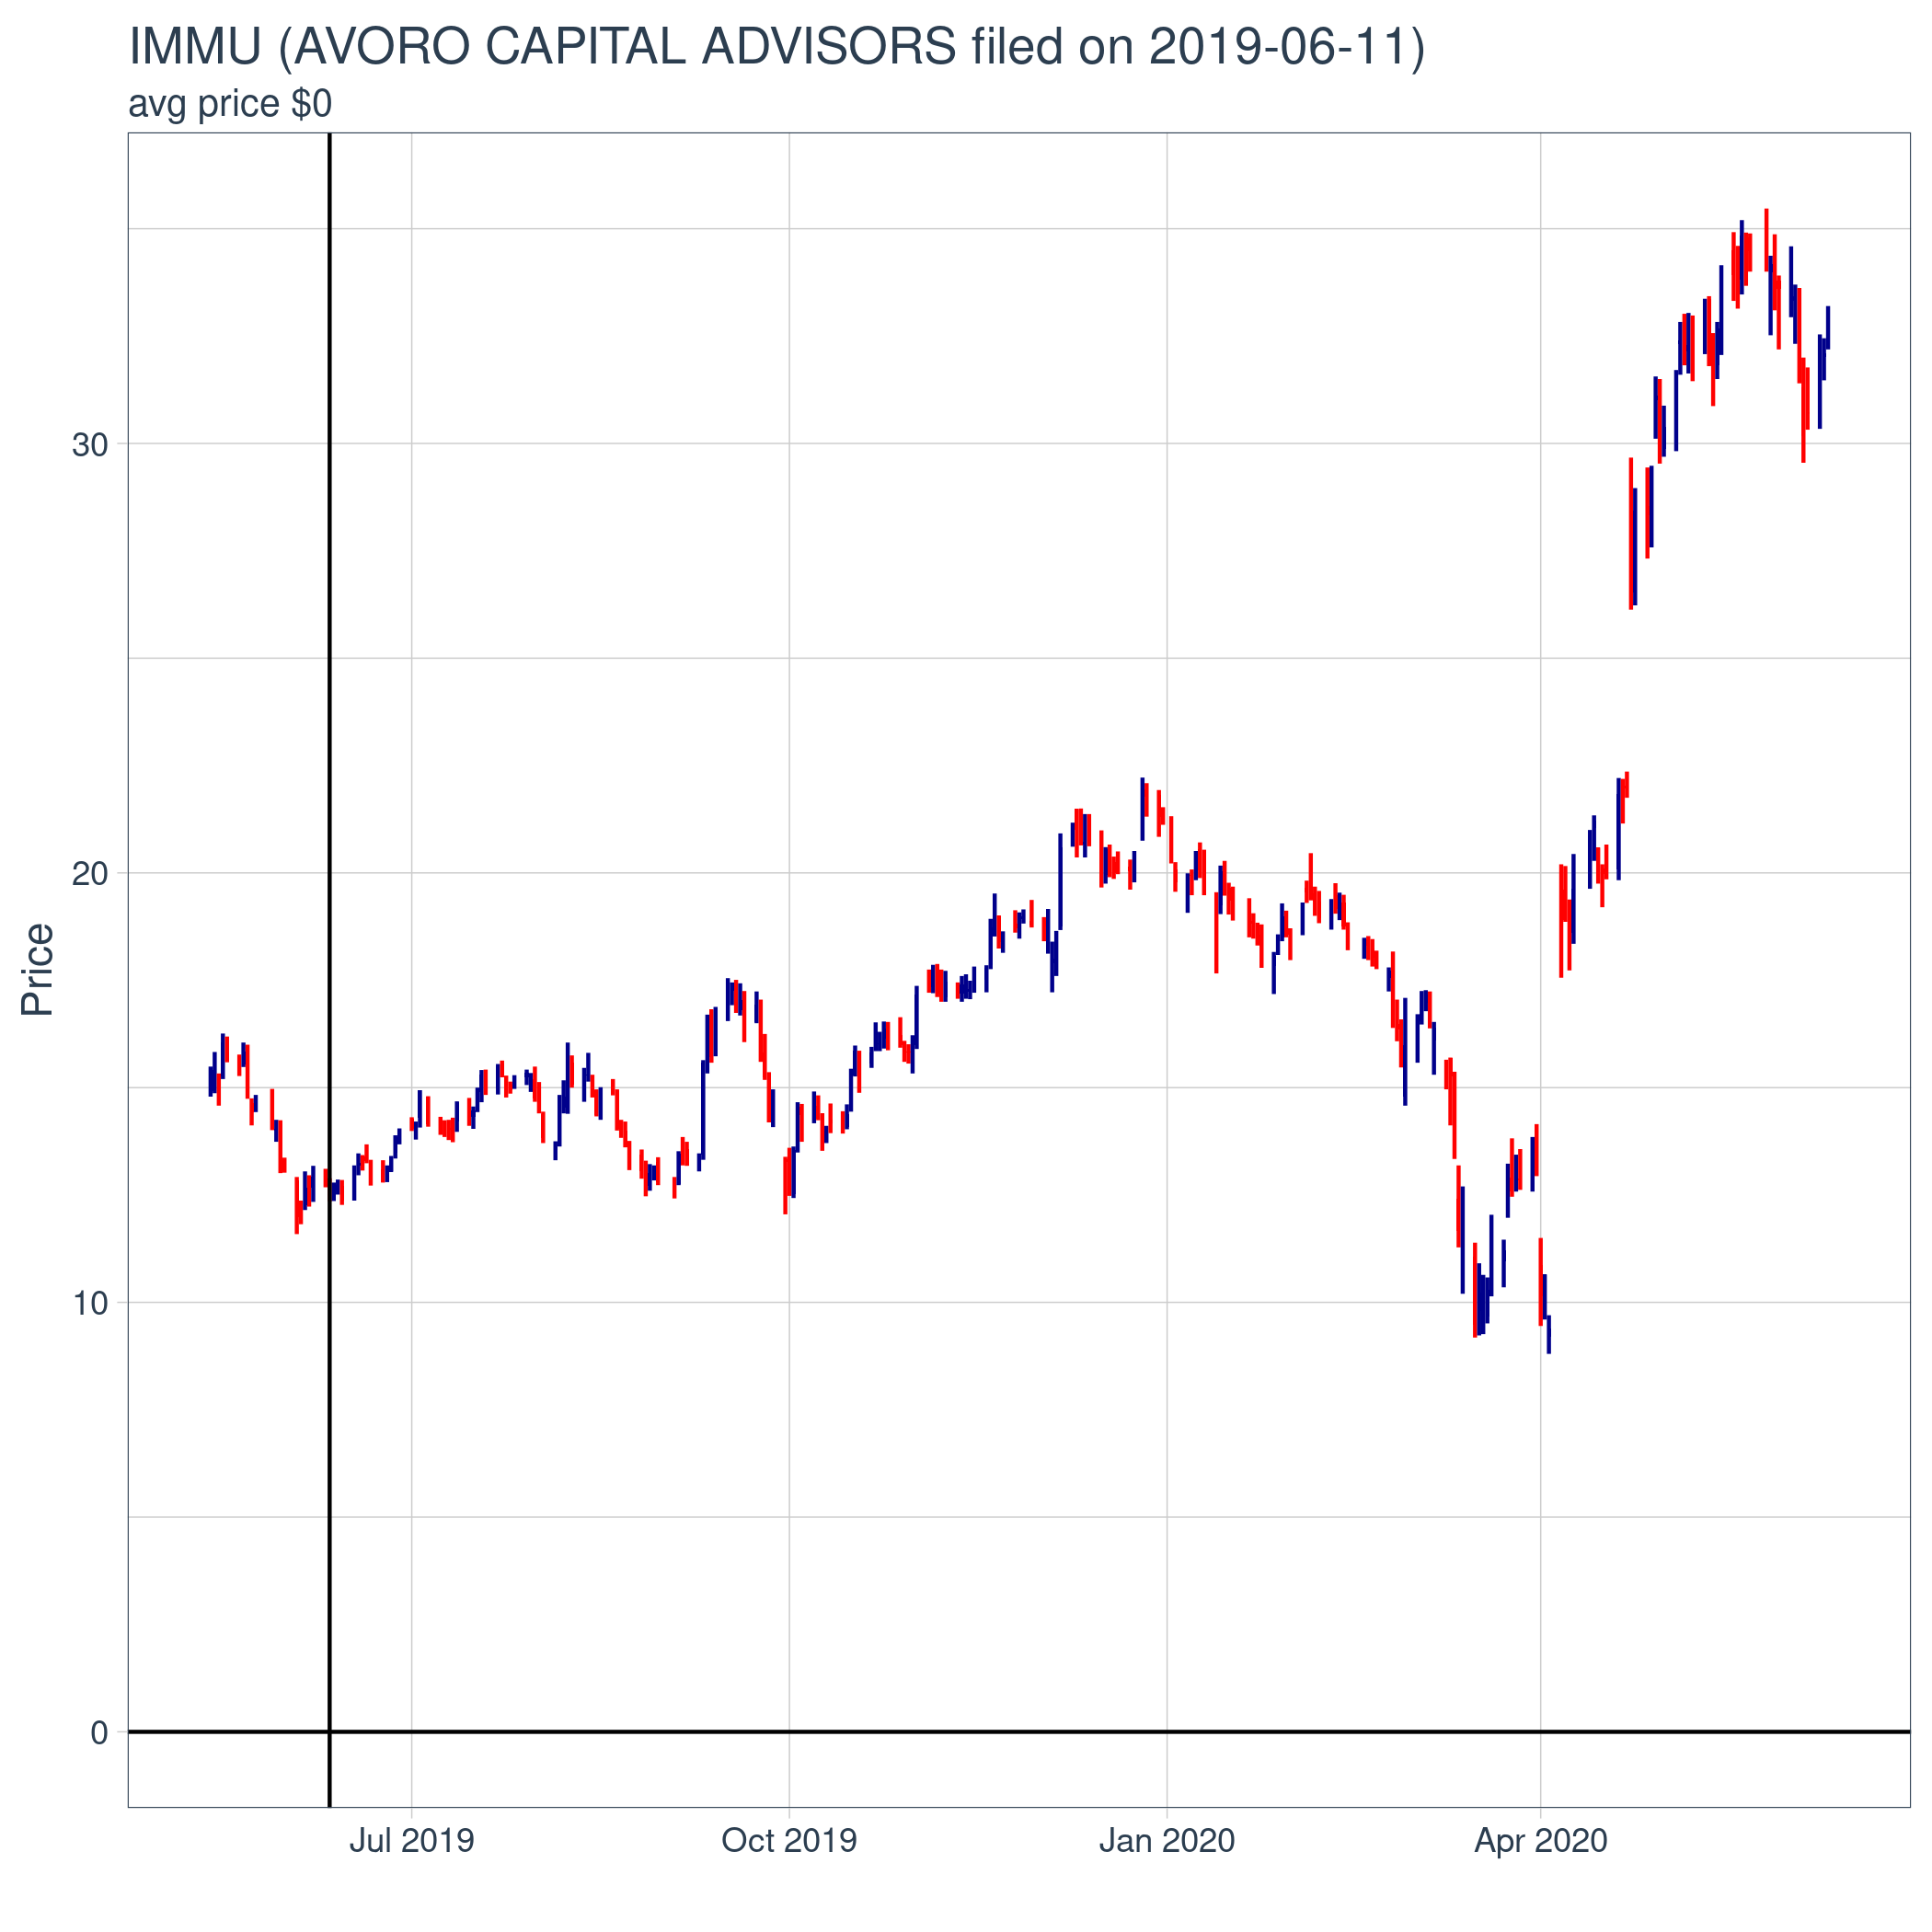 IMMU (AVORO CAPITAL ADVISORS filed on 2019-06-11)
avg price $0
30
20
10
0
Price
Jul 2019
Oct 2019
Jan 2020
Apr 2020